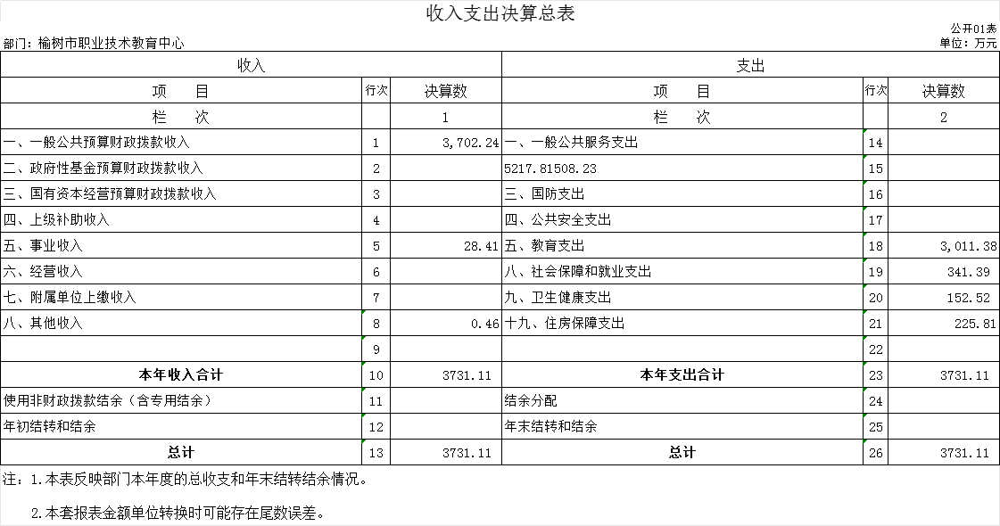 收入支出决算总表
公开01表
部门：榆树市职业技术教育中心 单位：万元
收入 支出
项 目 行次 决算数 项 目 行次 决算数
栏 次 1 栏 次 2
一、一般公共预算财政拨款收入 1 3,702.24 一、一般公共服务支出 14
二、政府性基金预算财政拨款收入 2 5217.81508.23 15
三、国有资本经营预算财政拨款收入 3 三、国防支出 16
四、上级补助收入 4 四、公共安全支出 17
五、事业收入 5 28.41 五、教育支出 18 3,011.38
六、经营收入 6 八、社会保障和就业支出 19 341.39
七、附属单位上缴收入 7 九、卫生健康支出 20 152.52
八、其他收入 8 0.46 十九、住房保障支出 21 225.81
9 22
本年收入合计 10 3731.11 本年支出合计 23 3731.11
使用非财政拨款结余（含专用结余） 11 结余分配 24
年初结转和结余 12 年末结转和结余 25
总计 13 3731.11 总计 26 3731.11
注：1.本表反映部门本年度的总收支和年末结转结余情况。
2.本套报表金额单位转换时可能存在尾数误差。